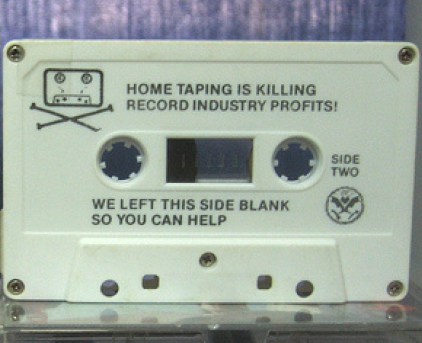 HOME TAPING IS KILLING
RECORD INDUSTRY PROFITS!
SIDE
TWO
WE LEFT THIS SIDE BLANK
SO YOU CAN HELP